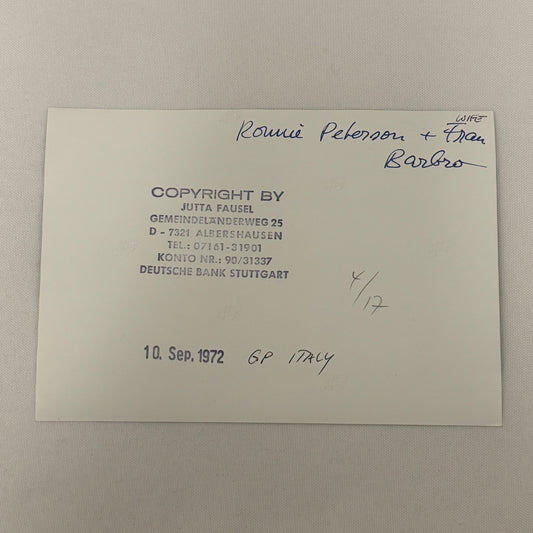 WIFE
Ronnie Peterson + Frau
Barbro
COPYRIGHT BY
JUTTA FAUSEL
GEMEINDELÄNDERWEG 25
D - 7321 ALBERSHAUSEN
TEL.: 07161-31901
KONTO NR.: 90/31337
DEUTSCHE BANK STUTTGART
4/17
10. Sep. 1972 GP ITALY